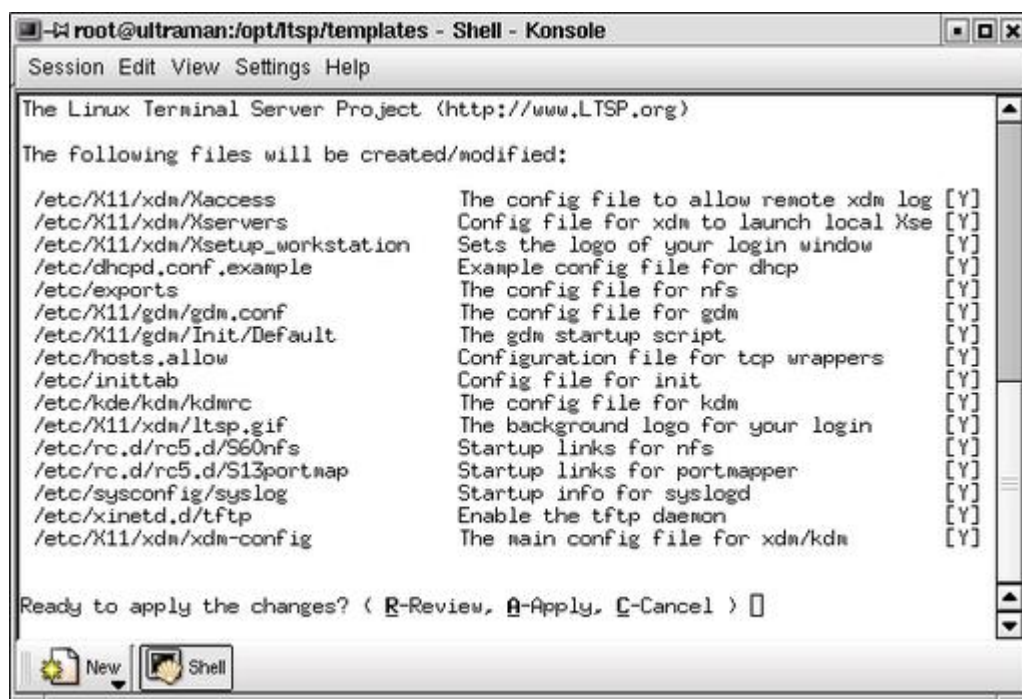 root@ultraman:/opt/ltsp/templates - Shell - Konsole
Session Edit View Settings Help
The Linux Terminal Server Project (http://www.LTSP.org)
The following files will be created/modified:
/etc/X11/xdm/Xaccess The config file to allow remote xdm log [Y]
/etc/X11/xdm/Xservers Config file for xdm to launch local Xse [Y]
/etc/X11/xdm/Xsetup_workstation Sets the logo of your login window [Y]
/etc/dhcpd.conf.example Example config file for dhcp [Y]
/etc/exports The config file for nfs [Y]
/etc/X11/gdm/gdm.conf The config file for gdm [Y]
/etc/X11/gdm/Init/Default The gdm startup script [Y]
/etc/hosts.allow Configuration file for tcp wrappers [Y]
/etc/inittab Config file for init [Y]
/etc/kde/kdm/kdmrc The config file for kdm [Y]
/etc/X11/xdm/ltsp.gif The background logo for your login [Y]
/etc/rc.d/rc5.d/S60nfs Startup links for nfs [Y]
/etc/rc.d/rc5.d/S13portmap Startup links for portmapper [Y]
/etc/sysconfig/syslog Startup info for syslogd [Y]
/etc/xinetd.d/tftp Enable the tftp daemon [Y]
/etc/X11/xdm/xdm-config The main config file for xdm/kdm [Y]
Ready to apply the changes? ( R-Review, A-Apply, C-Cancel )
New Shell